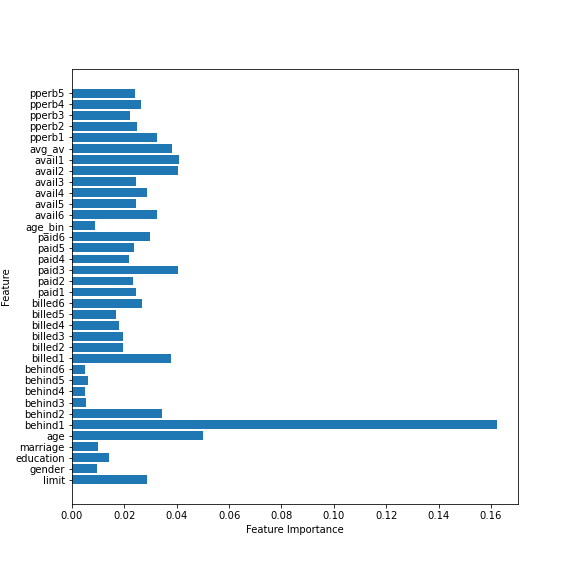 pperb5
pperb4
pperb3
pperb2
pperb1
avg_av
avail1
avail2
avail3
avail4
avail5
avail6
age_bin
paid6
paid5
paid4
paid3
paid2
paid1
billed6
billed5
billed4
billed3
billed2
billed1
behind6
behind5
behind4
behind3
behind2
behind1
age
marriage
education
gender
limit
Feature
0.00 0.02 0.04 0.06 0.08 0.10 0.12 0.14 0.16
Feature Importance